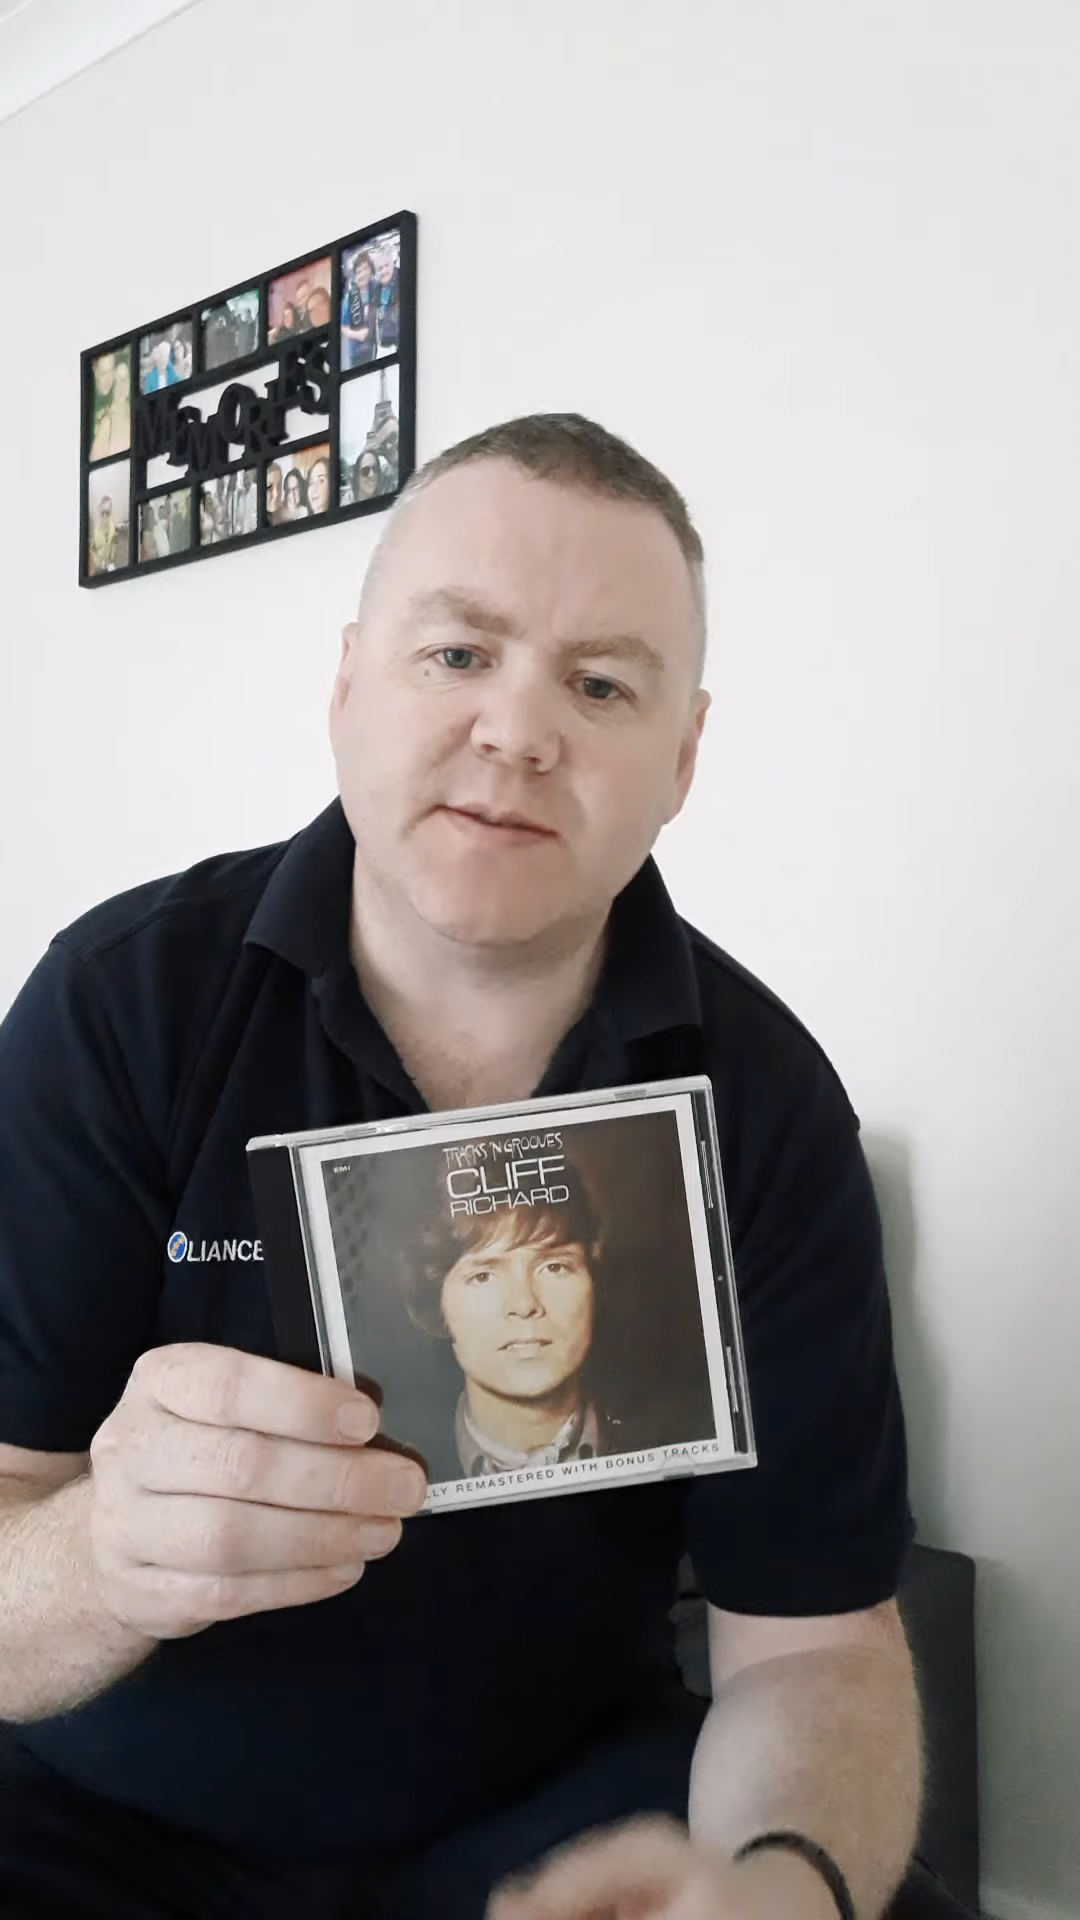 MEMORIES
LIANCE
EMI
TRACKS 'N GROOVES
CLIFF
RICHARD
LLY REMASTERED WITH BONUS TRACKS